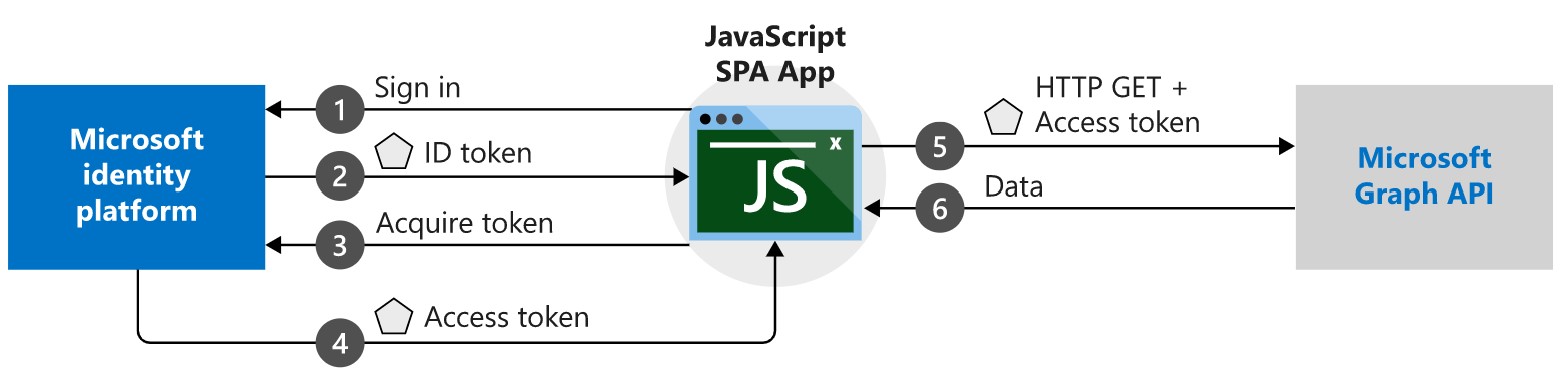 JavaScript
SPA App
Microsoft
identity
platform
1
Sign in
2
ID token
3
Acquire token
4
Access token
x
JS
5
HTTP GET +
Access token
6
Data
Microsoft
Graph API